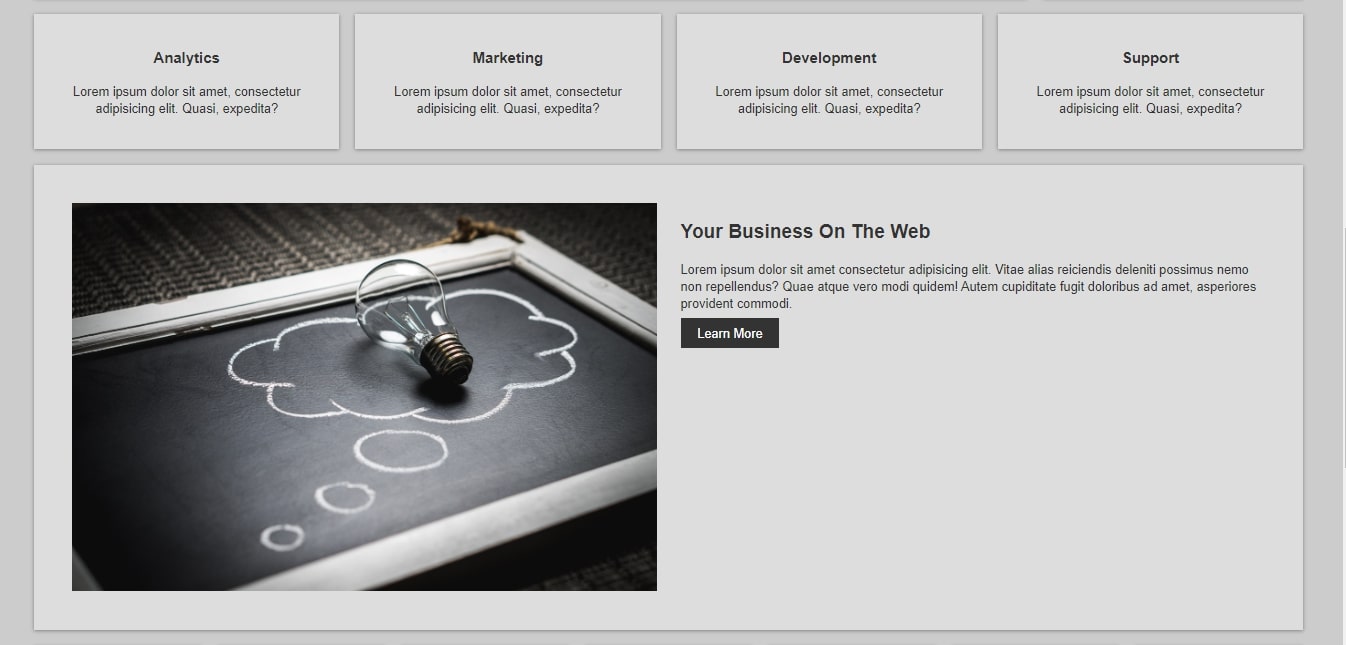 Analytics
Lorem ipsum dolor sit amet, consectetur
adipisicing elit. Quasi, expedita?
Marketing
Lorem ipsum dolor sit amet, consectetur
adipisicing elit. Quasi, expedita?
Development
Lorem ipsum dolor sit amet, consectetur
adipisicing elit. Quasi, expedita?
Support
Lorem ipsum dolor sit amet, consectetur
adipisicing elit. Quasi, expedita?
Your Business On The Web
Lorem ipsum dolor sit amet consectetur adipisicing elit. Vitae alias reiciendis deleniti possimus nemo
non repellendus? Quae atque vero modi quidem! Autem cupiditate fugit doloribus ad amet, asperiores
provident commodi.
Learn More